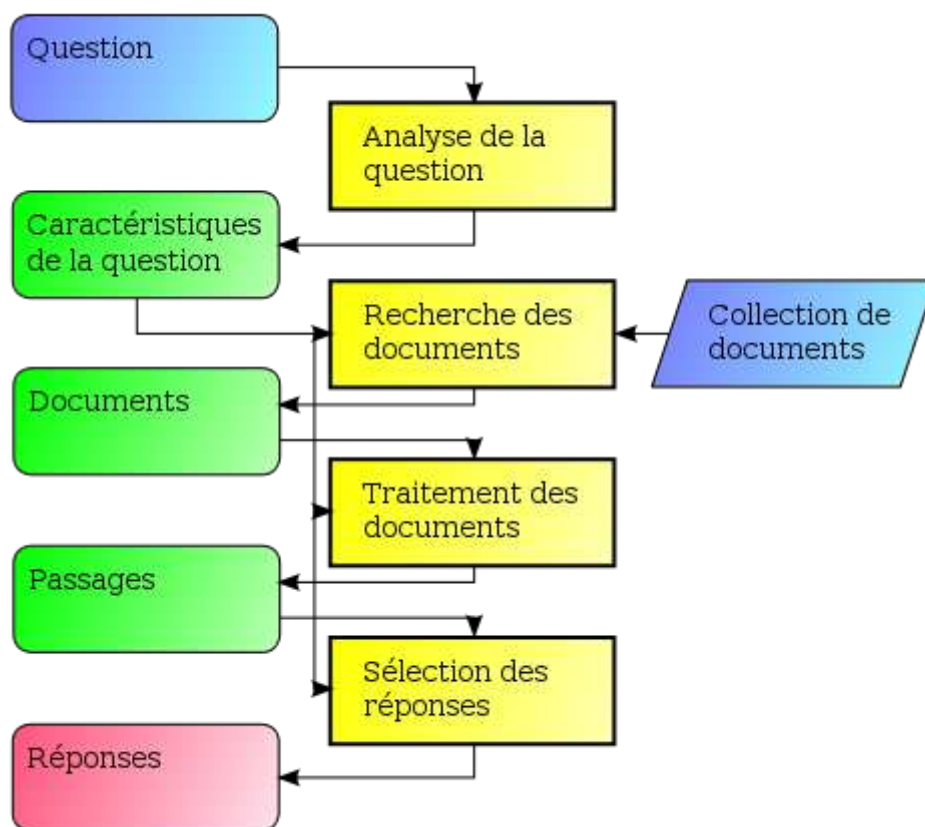 Question
Analyse de la
question
Caractéristiques
de la question
Recherche des
documents
Collection de
documents
Documents
Traitement des
documents
Passages
Sélection des
réponses
Réponses